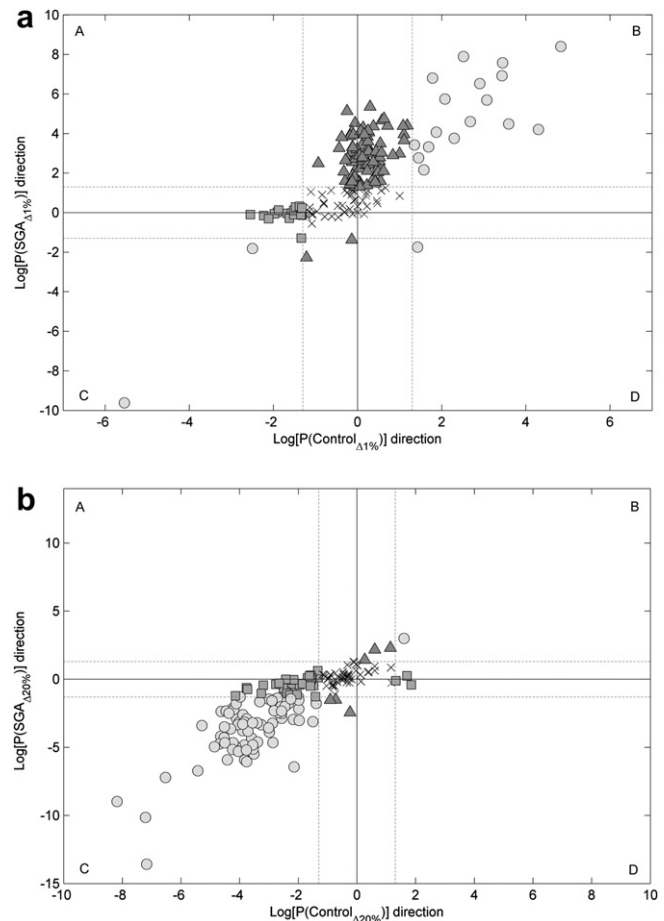 a
A B
10
8
6
4
2
0
-2
-4
-6
-8
-10
Log[P(SGAΔ1%)] direction
C D
-6 -4 -2 0 2 4 6
Log[P(ControlΔ1%)] direction
b
A B
10
5
0
-5
-10
-15
Log[P(SGAΔ20%)] direction
C D
-10 -8 -6 -4 -2 0 2 4 6 8 10
Log[P(ControlΔ20%)] direction